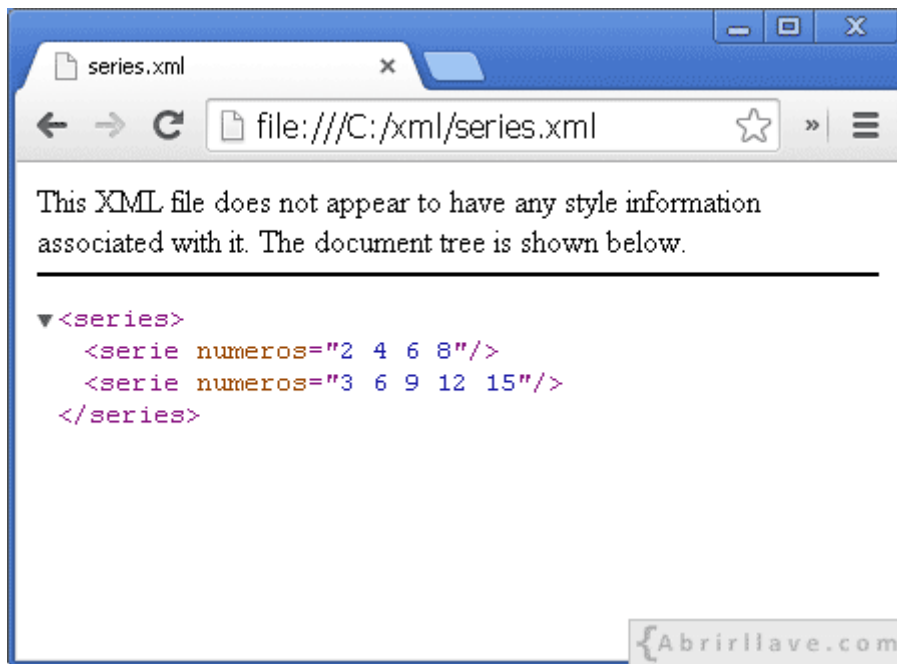 series.xml
file:///C:/xml/series.xml
This XML file does not appear to have any style information
associated with it. The document tree is shown below.
<series>
<serie numeros="2 4 6 8"/>
<serie numeros="3 6 9 12 15"/>
</series>
{Abrirllave.com